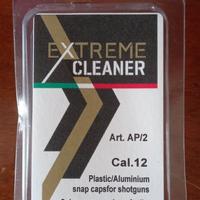 EXTREME
CLEANER
Art. AP/2
Cal.12
Plastic/Aluminium
snap capsfor shotguns